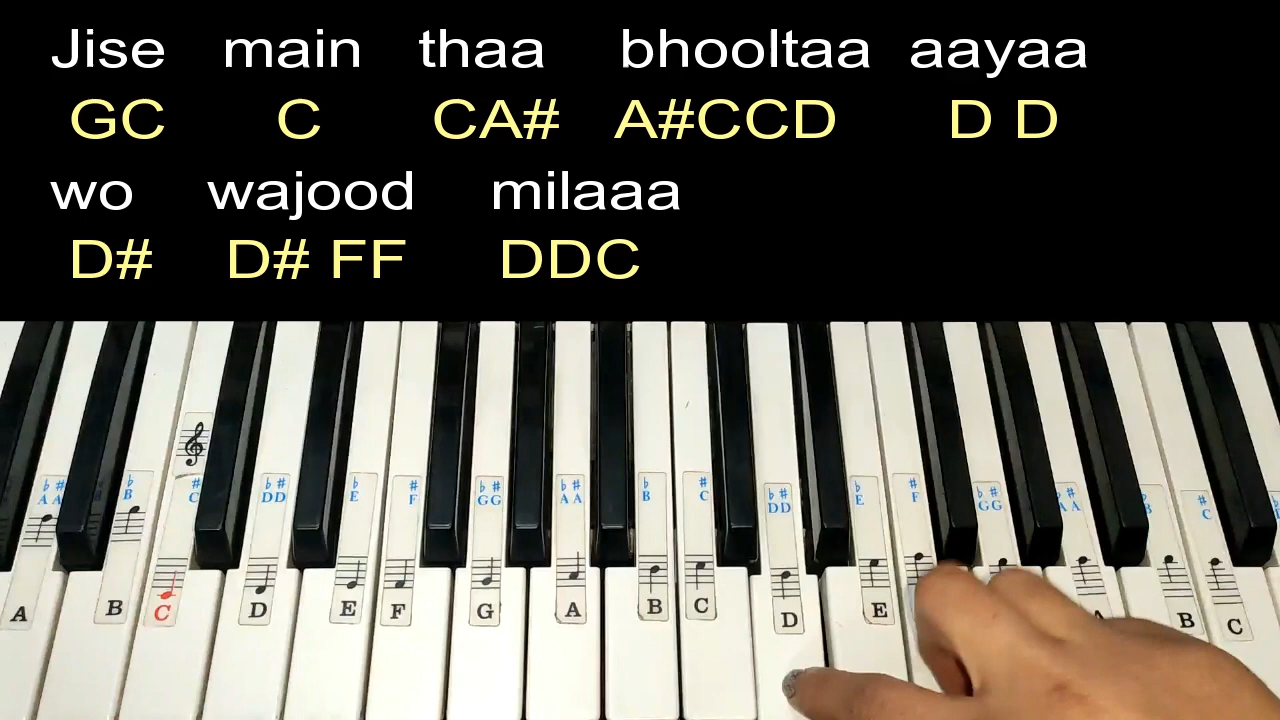 Jise main thaa bhooltaa aayaa
GC C CA# A#CCD D D
wo wajood milaaa
D# D# FF DDC
♭ # ♭ # ♭ # ♭ # ♭ # ♭ # ♭ # ♭ # ♭ # ♭ # ♭ #
A A B C D D E F G G A A B C D D E F G G A A B C
A B C D E F G A B C D E A B C